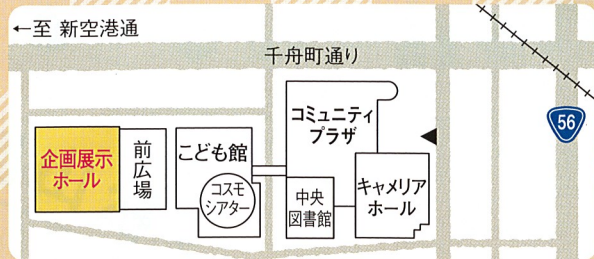 ←至 新空港通
千舟町通り
56
企画展示
ホール
前
広
場
こども館
コスモ
シアター
コミュニティ
プラザ
中央
図書館
キャメリア
ホール